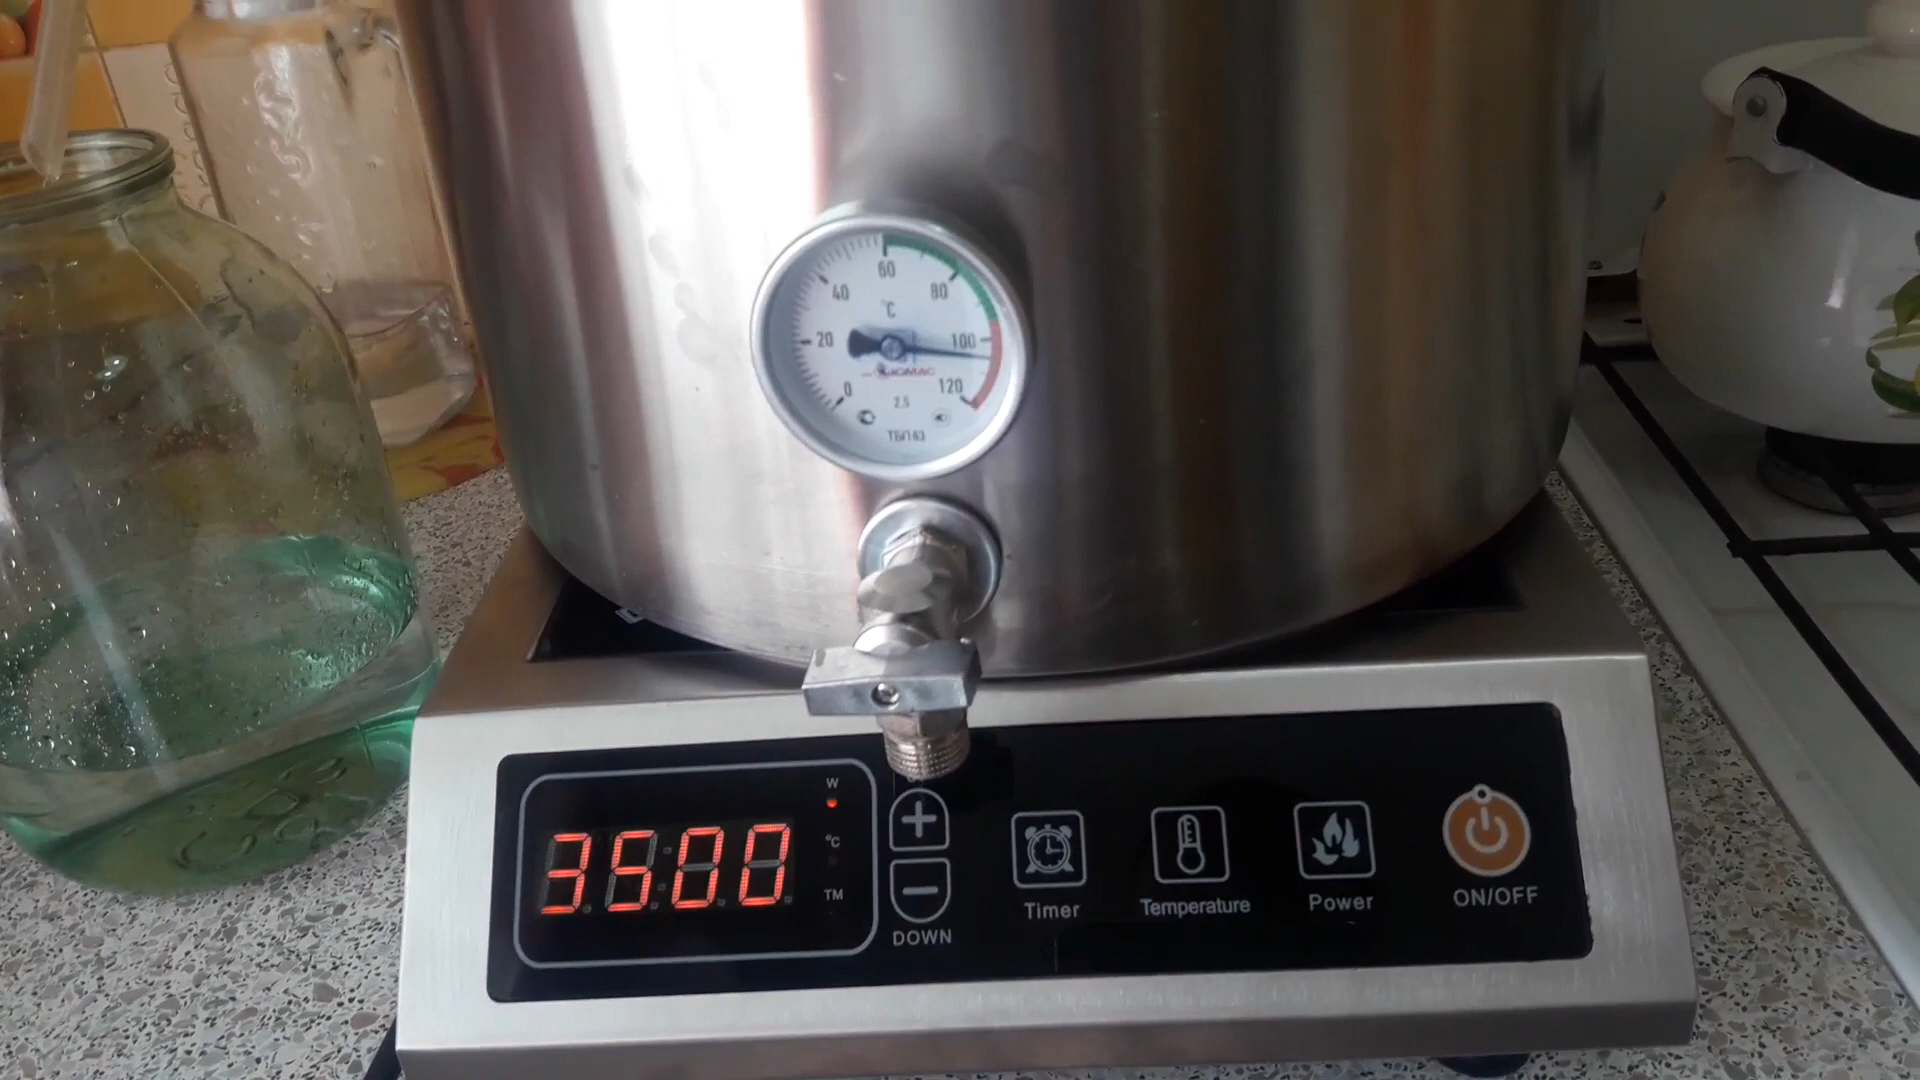 60
40
80
°C
20
100
0
120
2.5
ТБП63
W
3500
°C
TM
DOWN
Timer
Temperature
Power
ON/OFF